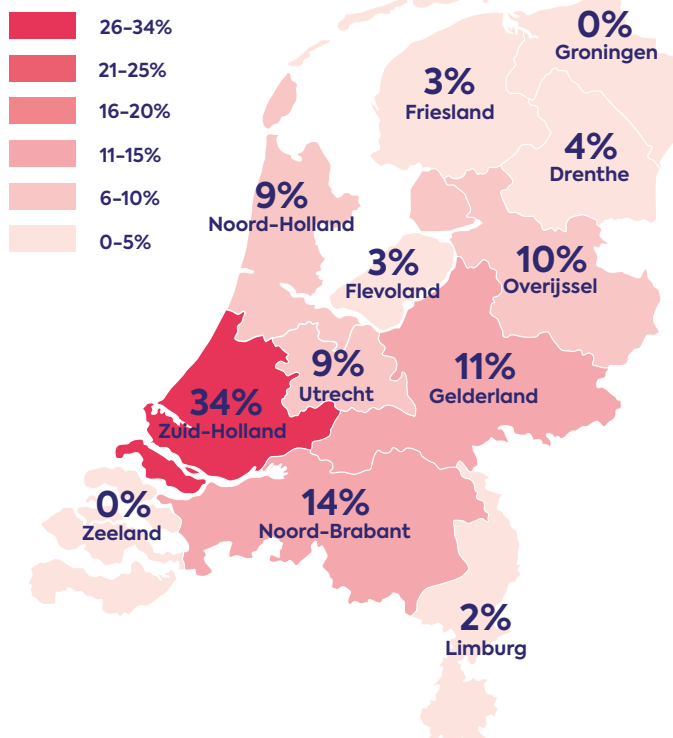 26–34%
21–25%
16–20%
11–15%
6–10%
0–5%
0%
Groningen
3%
Friesland
4%
Drenthe
9%
Noord-Holland
3%
Flevoland
10%
Overijssel
9%
Utrecht
11%
Gelderland
34%
Zuid-Holland
0%
Zeeland
14%
Noord-Brabant
2%
Limburg